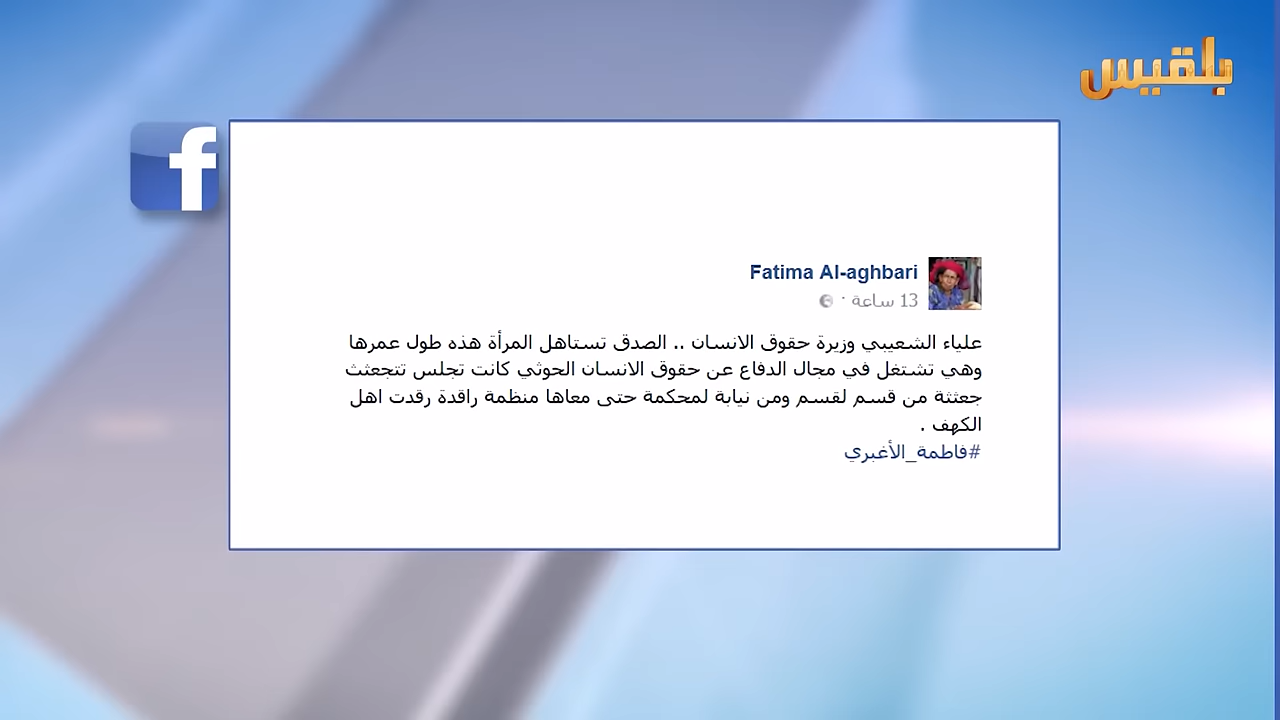 بلقيس
f
Fatima Al-aghbari
13 ساعة ·
علياء الشعيبي وزيرة حقوق الانسان .. الصدق تستاهل المرأة هذه طول عمرها
وهي تشتغل في مجال الدفاع عن حقوق الانسان الحوثي كانت تجلس تتجعثث
جعثثة من قسم لقسم ومن نيابة لمحكمة حتى معاها منظمة راقدة رقدت اهل
الكهف .
#فاطمة_الأغبري